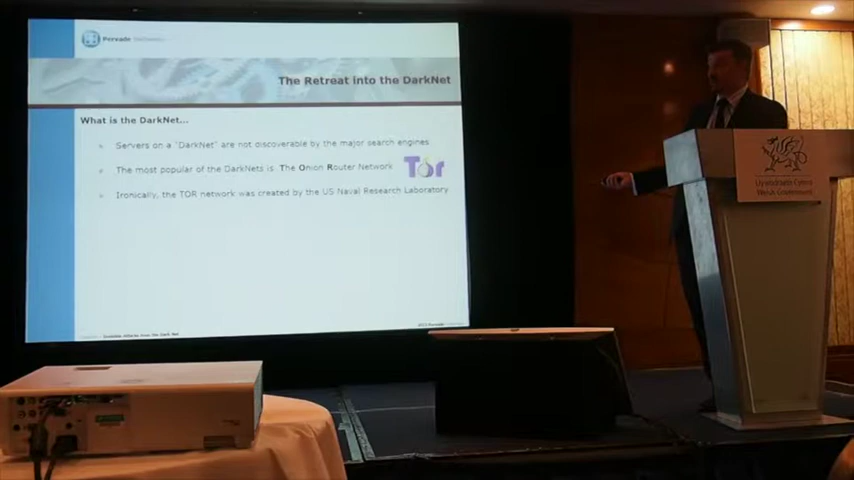 Pervade Software
The Retreat into the DarkNet
What is the DarkNet...
Servers on a "DarkNet" are not discoverable by the major search engines
The most popular of the DarkNets is The Onion Router Network
Tor
Ironically, the TOR network was created by the US Naval Research Laboratory
Llywodraeth Cymru
Welsh Government